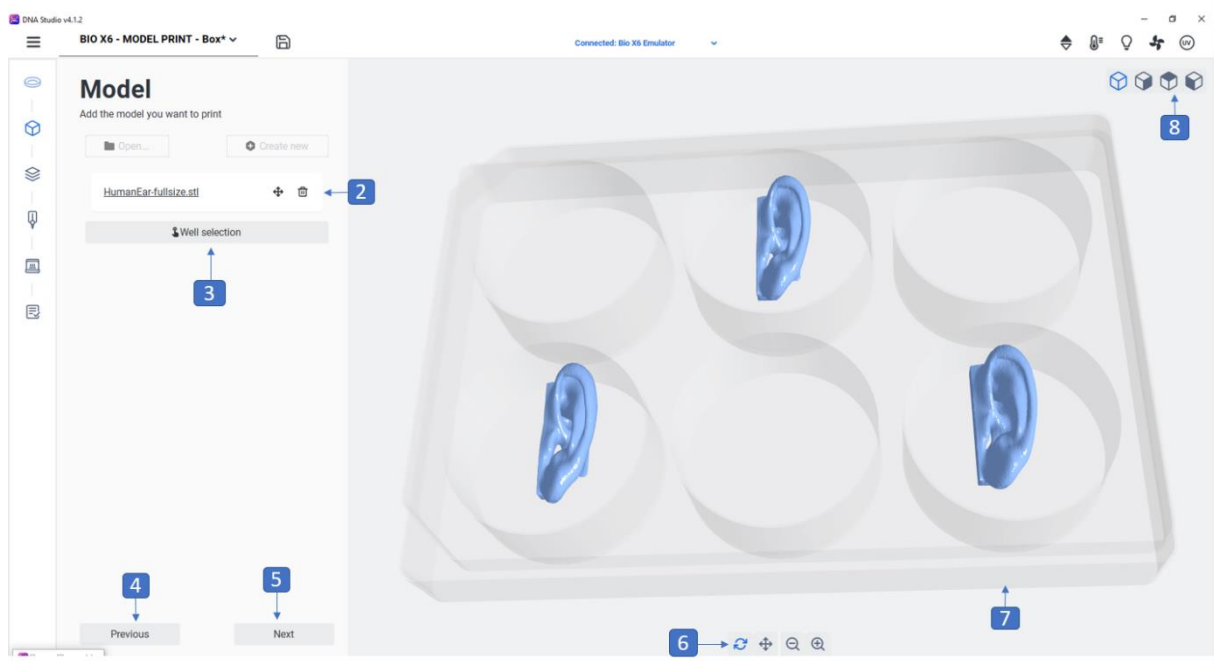 DNA Studio v4.1.2
BIO X6 - MODEL PRINT - Box*
Connected: Bio X6 Emulator
UV
Model
Add the model you want to print
Open...
Create new
8
HumanEar-fullsize.stl
2
Well selection
3
4
5
Previous
Next
6
7